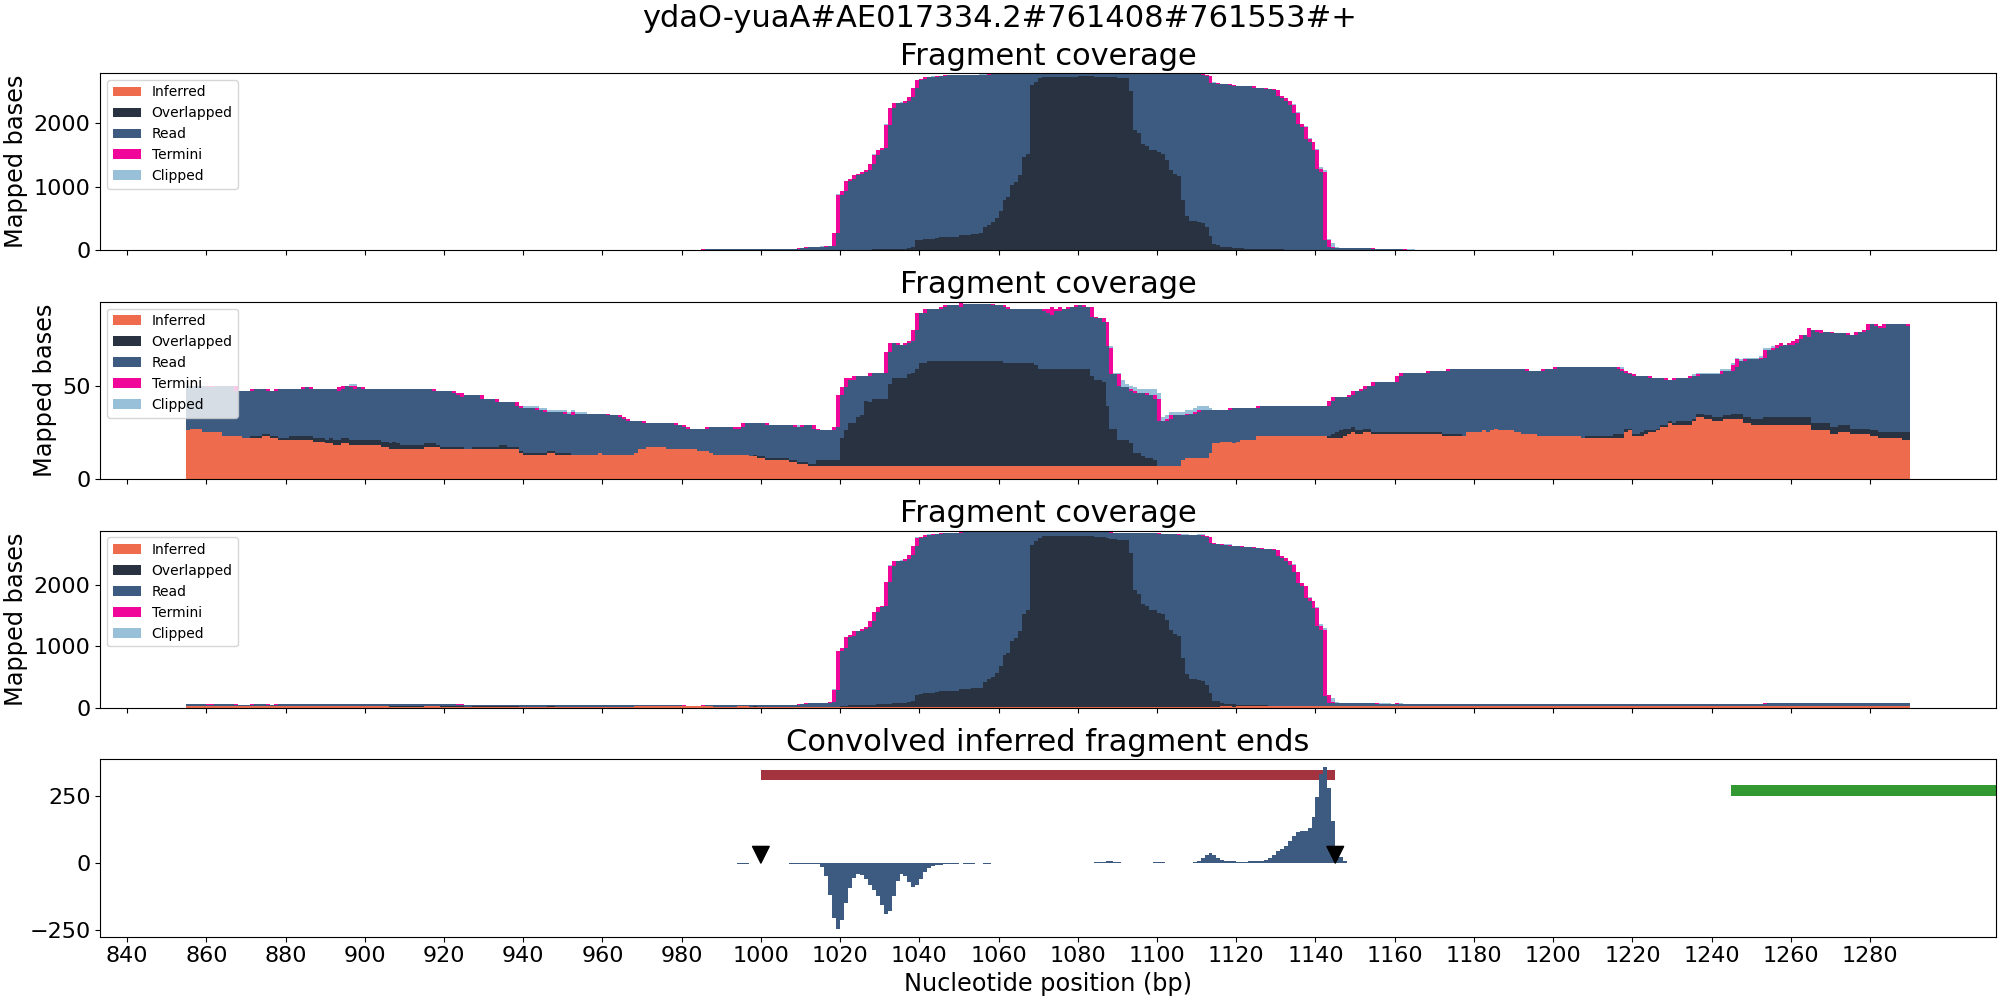 ydaO-yuaA#AE017334.2#761408#761553#+
Fragment coverage
Mapped bases
2000
1000
0
Inferred
Overlapped
Read
Termini
Clipped
Fragment coverage
Mapped bases
50
0
Inferred
Overlapped
Read
Termini
Clipped
Fragment coverage
Mapped bases
2000
1000
0
Inferred
Overlapped
Read
Termini
Clipped
Convolved inferred fragment ends
250
0
−250
840 860 880 900 920 940 960 980 1000 1020 1040 1060 1080 1100 1120 1140 1160 1180 1200 1220 1240 1260 1280
Nucleotide position (bp)